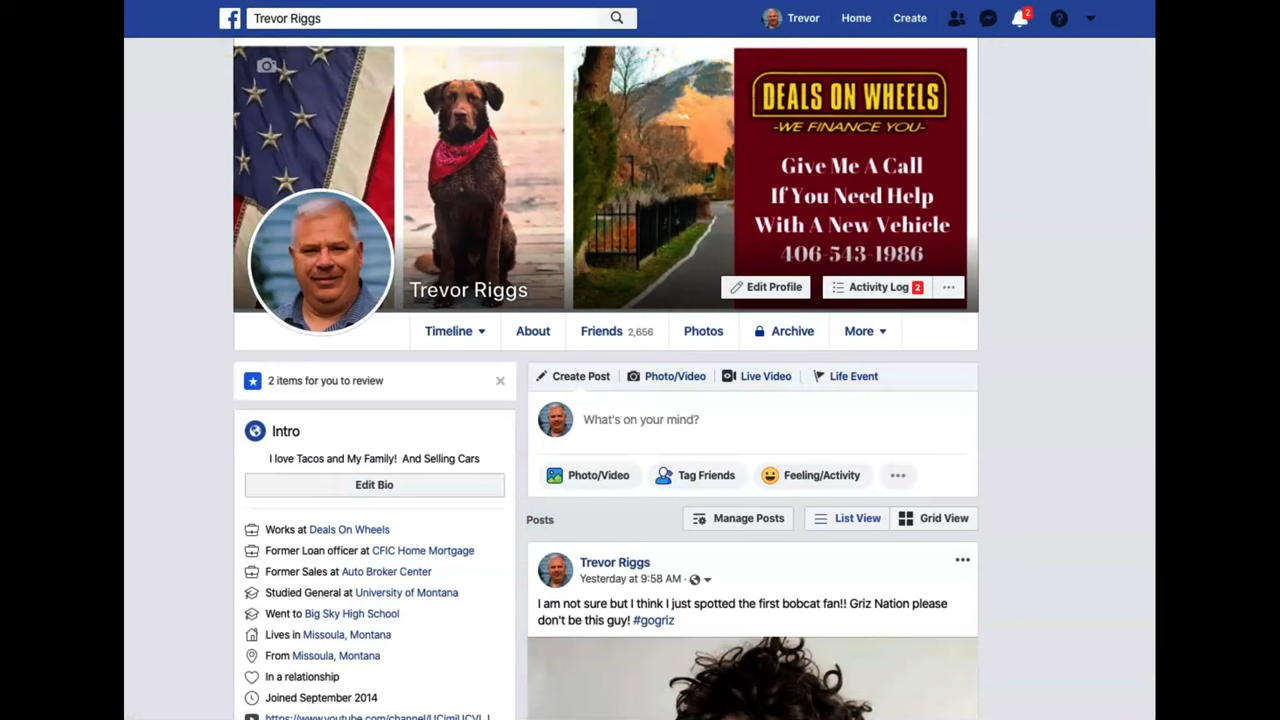 Trevor Riggs
Trevor
Home
Create
2
DEALS ON WHEELS
-WE FINANCE YOU-
Give Me A Call
If You Need Help
With A New Vehicle
406-543-1986
Trevor Riggs
Edit Profile
Activity Log 2
Timeline
About
Friends 2,656
Photos
Archive
More
2 items for you to review
Intro
I love Tacos and My Family! And Selling Cars
Edit Bio
Works at Deals On Wheels
Former Loan officer at CFIC Home Mortgage
Former Sales at Auto Broker Center
Studied General at University of Montana
Went to Big Sky High School
Lives in Missoula, Montana
From Missoula, Montana
In a relationship
Joined September 2014
Create Post
Photo/Video
Live Video
Life Event
What's on your mind?
Photo/Video
Tag Friends
Feeling/Activity
Posts
Manage Posts
List View
Grid View
Trevor Riggs
Yesterday at 9:58 AM ·
I am not sure but I think I just spotted the first bobcat fan!! Griz Nation please
don't be this guy! #gogriz